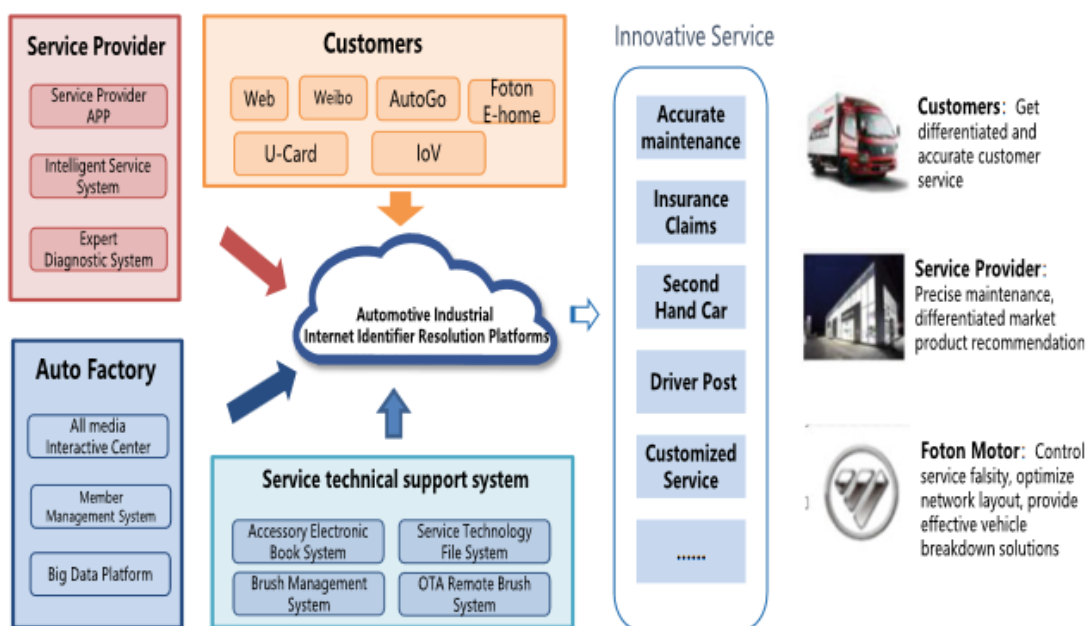 Service Provider
Service Provider
APP
Intelligent Service
System
Expert
Diagnostic System
Customers
Web
Weibo
AutoGo
Foton
E-home
U-Card
IoV
Auto Factory
All media
Interactive Center
Member
Management System
Big Data Platform
Automotive Industrial
Internet Identifier Resolution Platforms
Service technical support system
Accessory Electronic
Book System
Service Technology
File System
Brush Management
System
OTA Remote Brush
System
Innovative Service
Accurate
maintenance
Insurance
Claims
Second
Hand Car
Driver Post
Customized
Service
......
Customers: Get
differentiated and
accurate customer
service
Service Provider:
Precise maintenance,
differentiated market
product recommendation
Foton Motor: Control
service falsity, optimize
network layout, provide
effective vehicle
breakdown solutions